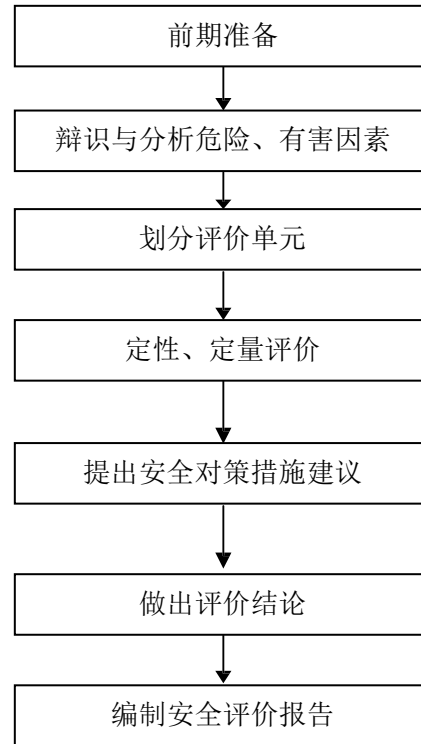 前期准备
辩识与分析危险、有害因素
划分评价单元
定性、定量评价
提出安全对策措施建议
做出评价结论
编制安全评价报告